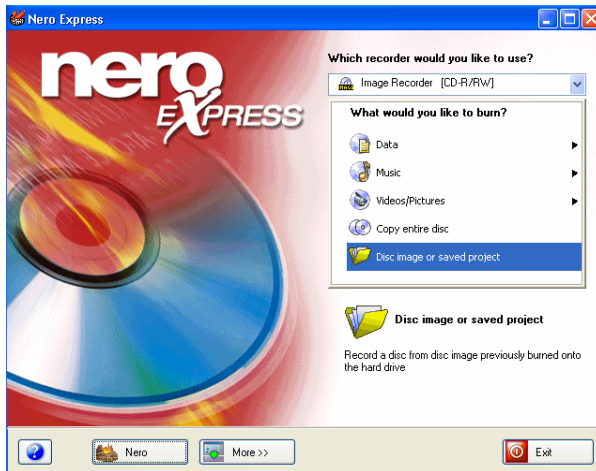 Nero Express
nero
EXPRESS
Which recorder would you like to use?
Image Recorder [CD-R/RW]
What would you like to burn?
Data
Music
Videos/Pictures
Copy entire disc
Disc image or saved project
Disc image or saved project
Record a disc from disc image previously burned onto
the hard drive
Nero
More >>
Exit